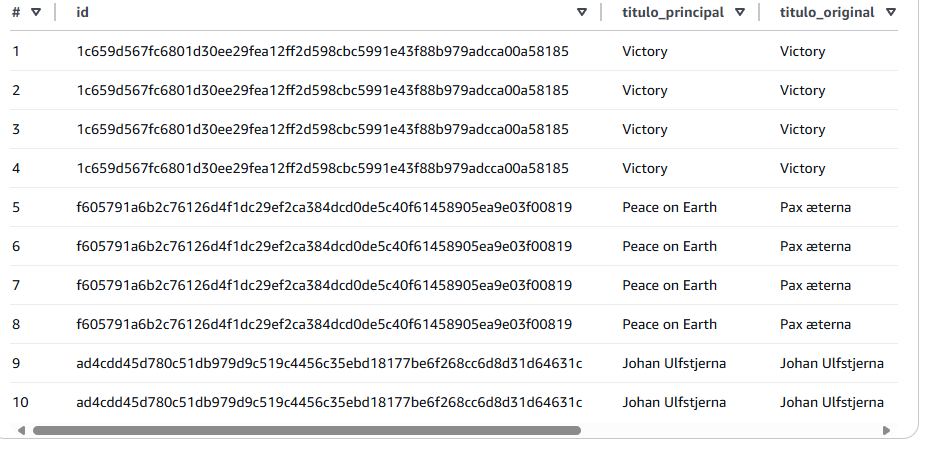 # id titulo_principal titulo_original
1 1c659d567fc6801d30ee29fea12ff2d598cbc5991e43f88b979adcca00a58185 Victory Victory
2 1c659d567fc6801d30ee29fea12ff2d598cbc5991e43f88b979adcca00a58185 Victory Victory
3 1c659d567fc6801d30ee29fea12ff2d598cbc5991e43f88b979adcca00a58185 Victory Victory
4 1c659d567fc6801d30ee29fea12ff2d598cbc5991e43f88b979adcca00a58185 Victory Victory
5 f605791a6b2c76126d4f1dc29ef2ca384dcd0de5c40f61458905ea9e03f00819 Peace on Earth Pax æterna
6 f605791a6b2c76126d4f1dc29ef2ca384dcd0de5c40f61458905ea9e03f00819 Peace on Earth Pax æterna
7 f605791a6b2c76126d4f1dc29ef2ca384dcd0de5c40f61458905ea9e03f00819 Peace on Earth Pax æterna
8 f605791a6b2c76126d4f1dc29ef2ca384dcd0de5c40f61458905ea9e03f00819 Peace on Earth Pax æterna
9 ad4cdd45d780c51db979d9c519c4456c35ebd18177be6f268cc6d8d31d64631c Johan Ulfstjerna Johan Ulfstjerna
10 ad4cdd45d780c51db979d9c519c4456c35ebd18177be6f268cc6d8d31d64631c Johan Ulfstjerna Johan Ulfstjerna